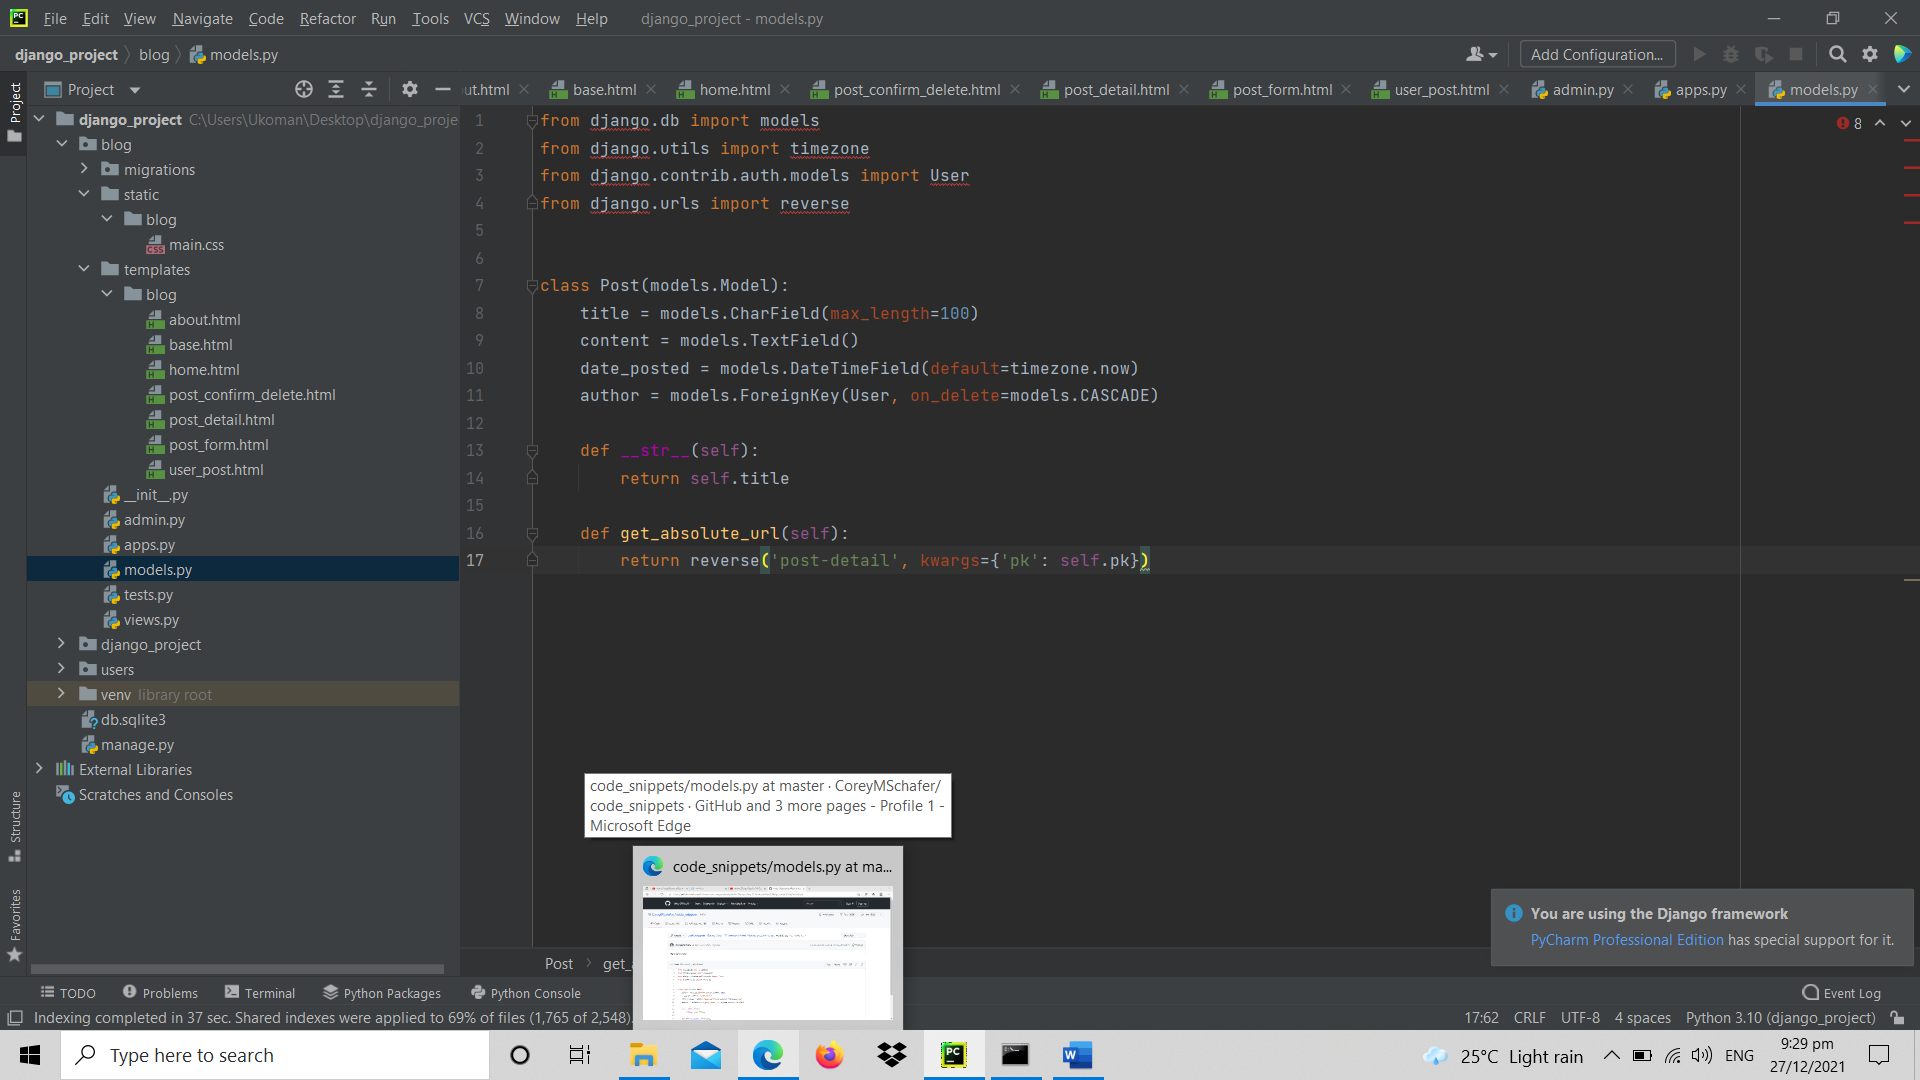 PC File Edit View Navigate Code Refactor Run Tools VCS Window Help django_project - models.py
django_project blog models.py Add Configuration...
Project ut.html base.html home.html post_confirm_delete.html post_detail.html post_form.html user_post.html admin.py apps.py models.py
Project
django_project C:\Users\Ukoman\Desktop\django_proje
blog
migrations
static
blog
main.css
templates
blog
about.html
base.html
home.html
post_confirm_delete.html
post_detail.html
post_form.html
user_post.html
__init__.py
admin.py
apps.py
models.py
tests.py
views.py
django_project
users
venv library root
db.sqlite3
manage.py
External Libraries
Scratches and Consoles
Structure
Favorites
8
1 from django.db import models
2 from django.utils import timezone
3 from django.contrib.auth.models import User
4 from django.urls import reverse
5
6
7 class Post(models.Model):
8 title = models.CharField(max_length=100)
9 content = models.TextField()
10 date_posted = models.DateTimeField(default=timezone.now)
11 author = models.ForeignKey(User, on_delete=models.CASCADE)
12
13 def __str__(self):
14 return self.title
15
16 def get_absolute_url(self):
17 return reverse('post-detail', kwargs={'pk': self.pk})
code_snippets/models.py at master · CoreyMSchafer/
code_snippets · GitHub and 3 more pages - Profile 1 -
Microsoft Edge
code_snippets/models.py at ma...
You are using the Django framework
PyCharm Professional Edition has special support for it.
Post get_
TODO Problems Terminal Python Packages Python Console Event Log
Indexing completed in 37 sec. Shared indexes were applied to 69% of files (1,765 of 2,548). 17:62 CRLF UTF-8 4 spaces Python 3.10 (django_project)
Type here to search PC W 25°C Light rain ENG 9:29 pm
27/12/2021